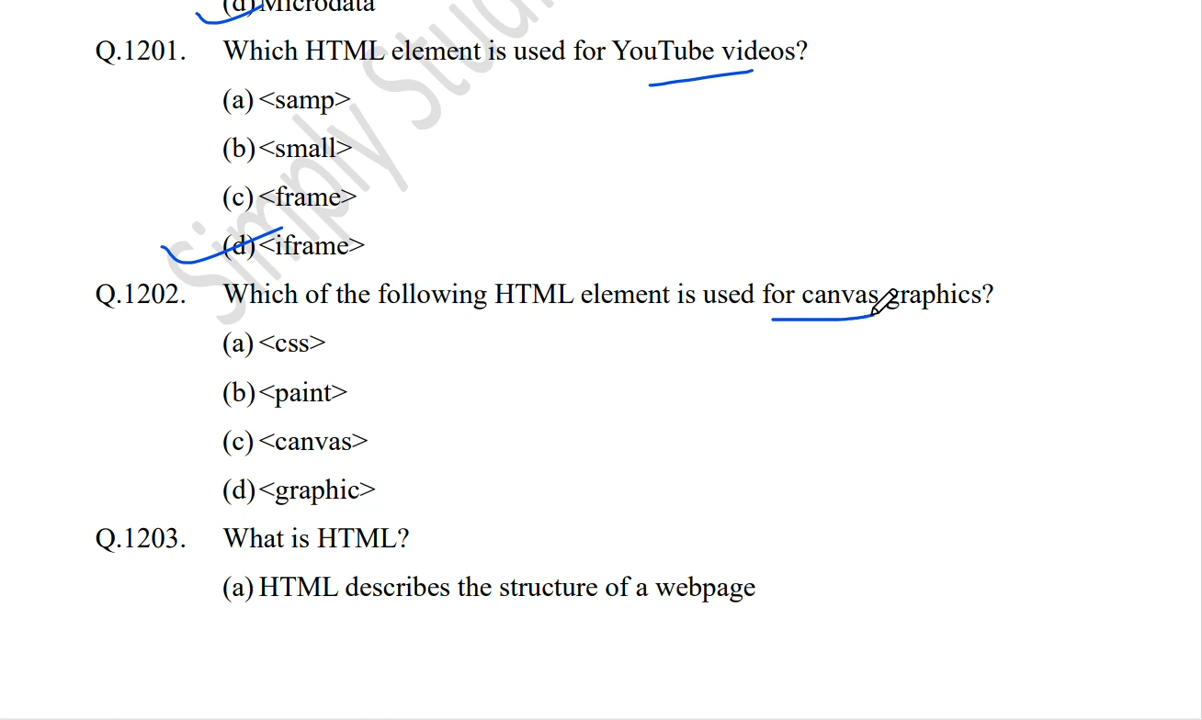 (d) Microdata
Q.1201. Which HTML element is used for YouTube videos?
(a) <samp>
(b) <small>
(c) <frame>
(d) <iframe>
Q.1202. Which of the following HTML element is used for canvas graphics?
(a) <css>
(b) <paint>
(c) <canvas>
(d) <graphic>
Q.1203. What is HTML?
(a) HTML describes the structure of a webpage
Simply Stud